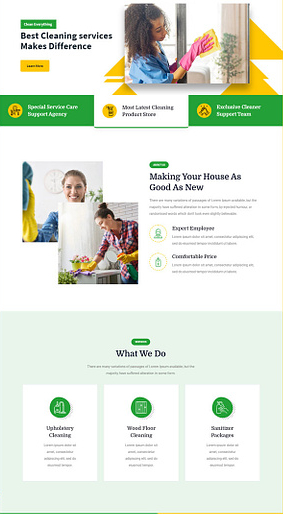 Clean Everything
Best Cleaning services
Makes Difference
Learn More
Special Service Care
Support Agency
Most Latest Cleaning
Product Store
Exclusive Cleaner
Support Team
Making Your House As
Good As New
There are many variations of passages of Lorem Ipsum available, but the
majority have suffered alteration in some form, by injected humour, or
randomised words which don't look even slightly believable.
Expert Employee
Lorem ipsum dolor sit amet, consectetur adipiscing elit, sed
do eiusmod tempor incididunt ut labore.
Comfortable Price
Lorem ipsum dolor sit amet, consectetur adipiscing elit, sed
do eiusmod tempor incididunt ut labore.
What We Do
There are many variations of passages of Lorem Ipsum available, but the
majority have suffered alteration in some form.
Upholstery
Cleaning
Lorem ipsum dolor sit
amet, consectetur
adipiscing elit, sed do
eiusmod tempor
Wood Floor
Cleaning
Lorem ipsum dolor sit
amet, consectetur
adipiscing elit, sed do
eiusmod tempor
Sanitizer
Packages
Lorem ipsum dolor sit
amet, consectetur
adipiscing elit, sed do
eiusmod tempor